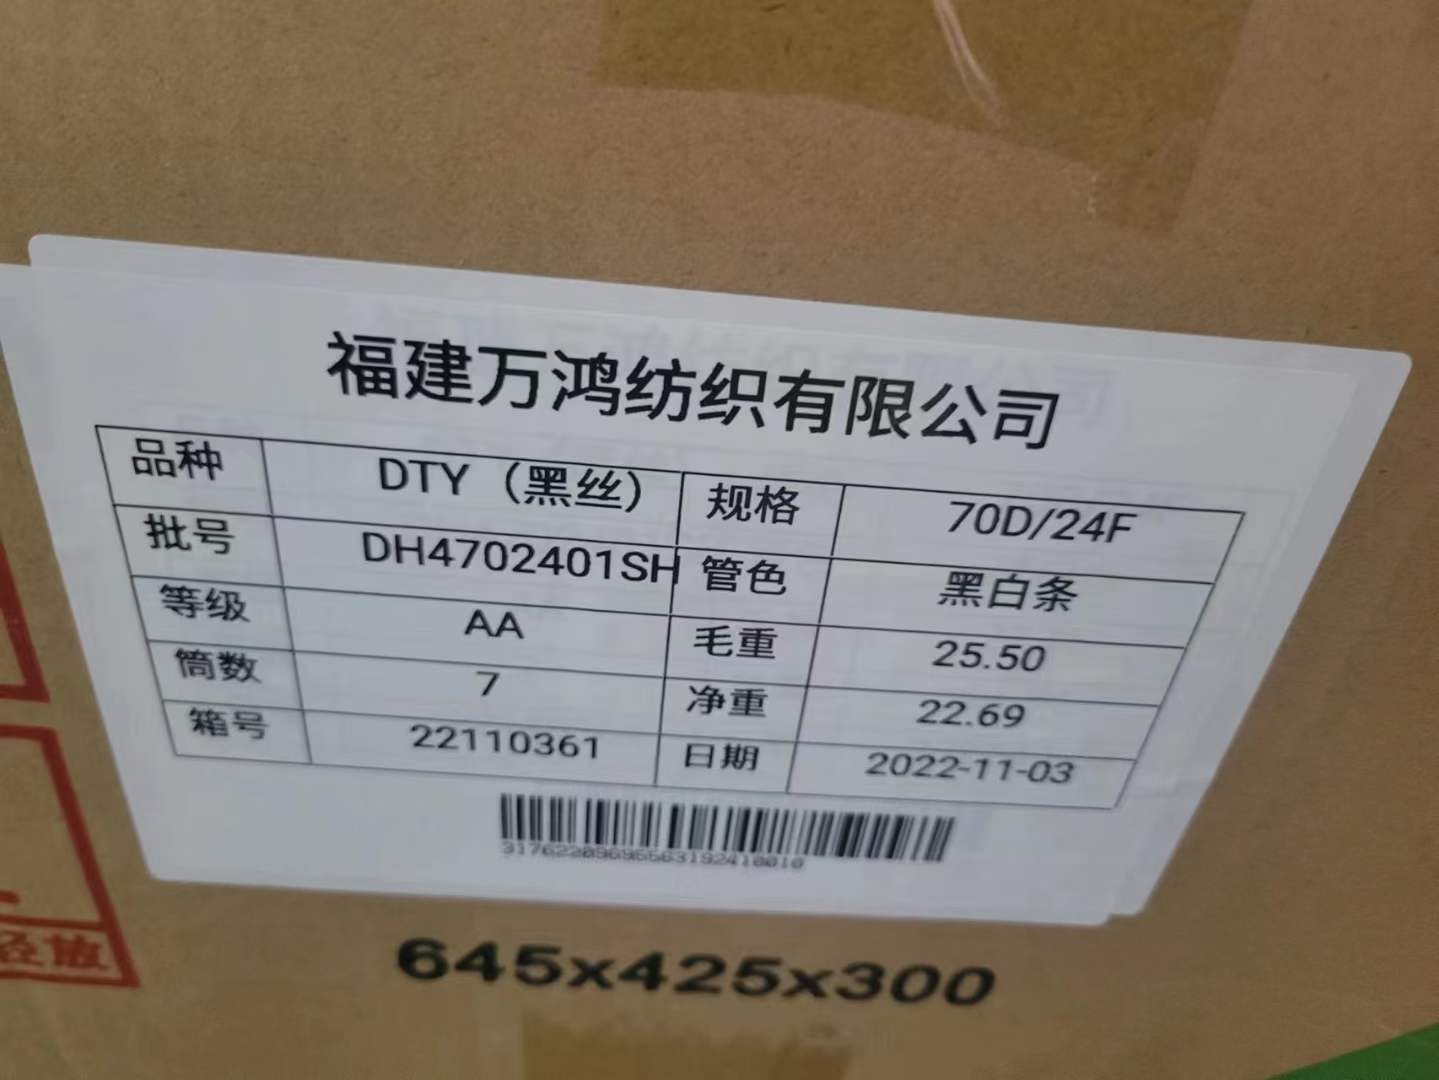 福建万鸿纺织有限公司
品种 DTY（黑丝） 规格 70D/24F
批号 DH4702401SH 管色 黑白条
等级 AA 毛重 25.50
筒数 7 净重 22.69
箱号 22110361 日期 2022-11-03
645x425x300